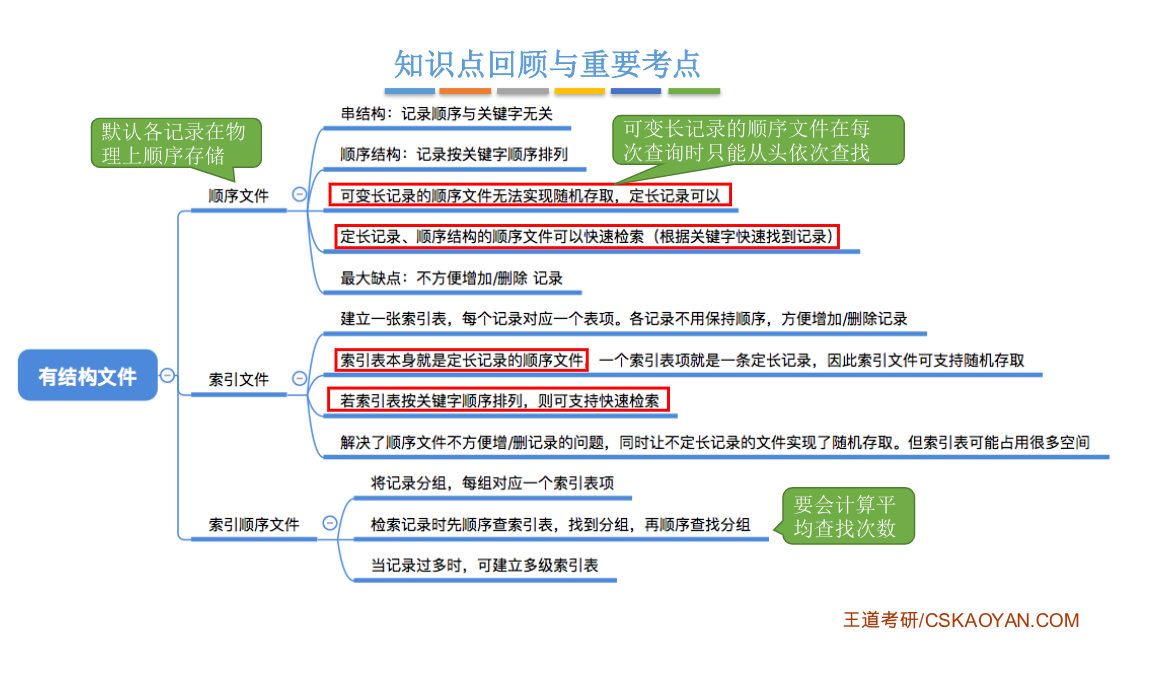 知识点回顾与重要考点
串结构：记录顺序与关键字无关
默认各记录在物
理上顺序存储
可变长记录的顺序文件在每
次查询时只能从头依次查找
顺序结构：记录按关键字顺序排列
顺序文件
可变长记录的顺序文件无法实现随机存取，定长记录可以
定长记录、顺序结构的顺序文件可以快速检索（根据关键字快速找到记录）
最大缺点：不方便增加/删除 记录
建立一张索引表，每个记录对应一个表项。各记录不用保持顺序，方便增加/删除记录
有结构文件
索引文件
索引表本身就是定长记录的顺序文件，一个索引表项就是一条定长记录，因此索引文件可支持随机存取
若索引表按关键字顺序排列，则可支持快速检索
解决了顺序文件不方便增/删记录的问题，同时让不定长记录的文件实现了随机存取。但索引表可能占用很多空间
将记录分组，每组对应一个索引表项
索引顺序文件
检索记录时先顺序查索引表，找到分组，再顺序查找分组
要会计算平
均查找次数
当记录过多时，可建立多级索引表
王道考研/CSKAOYAN.COM